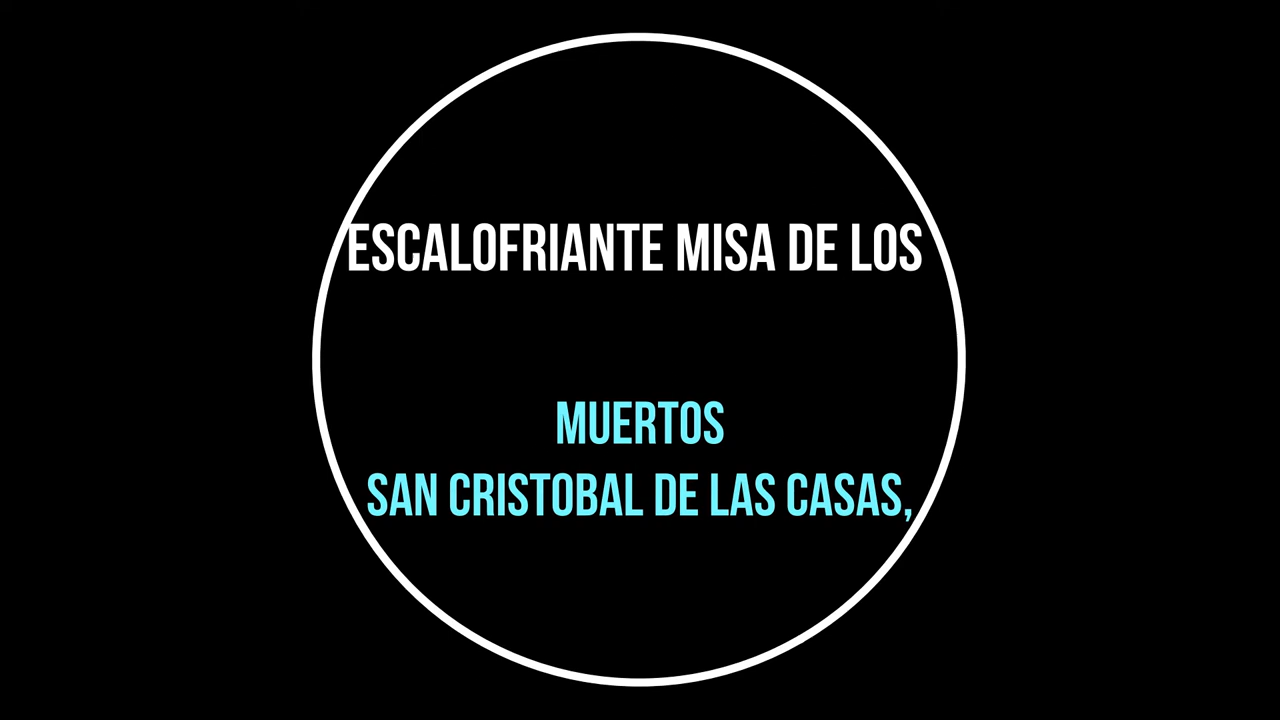 ESCALOFRIANTE MISA DE LOS
MUERTOS
SAN CRISTOBAL DE LAS CASAS,